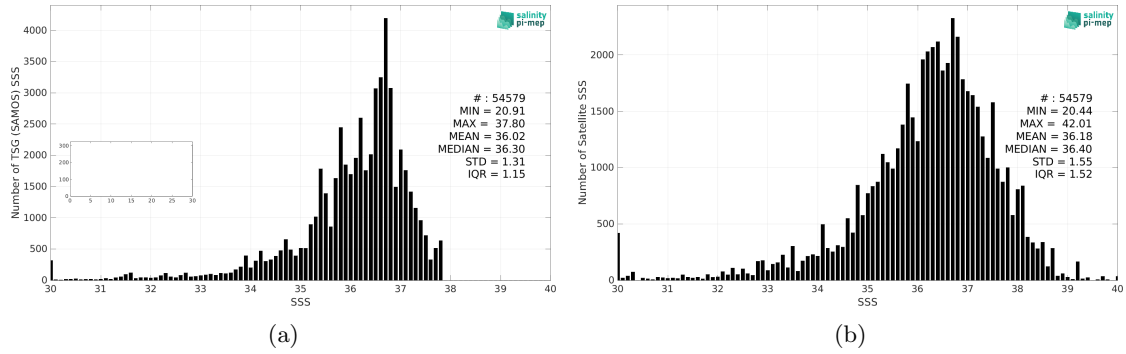 salinity
pi-mep
4000
3500
3000
2500
2000
1500
1000
500
0
Number of TSG (SAMOS) SSS
# : 54579
MIN = 20.91
MAX = 37.80
MEAN = 36.02
MEDIAN = 36.30
STD = 1.31
IQR = 1.15
300
200
100
0
0 5 10 15 20 25 30
30 31 32 33 34 35 36 37 38 39 40
SSS
(a)
salinity
pi-mep
2000
1500
1000
500
0
Number of Satellite SSS
# : 54579
MIN = 20.44
MAX = 42.01
MEAN = 36.18
MEDIAN = 36.40
STD = 1.55
IQR = 1.52
30 31 32 33 34 35 36 37 38 39 40
SSS
(b)